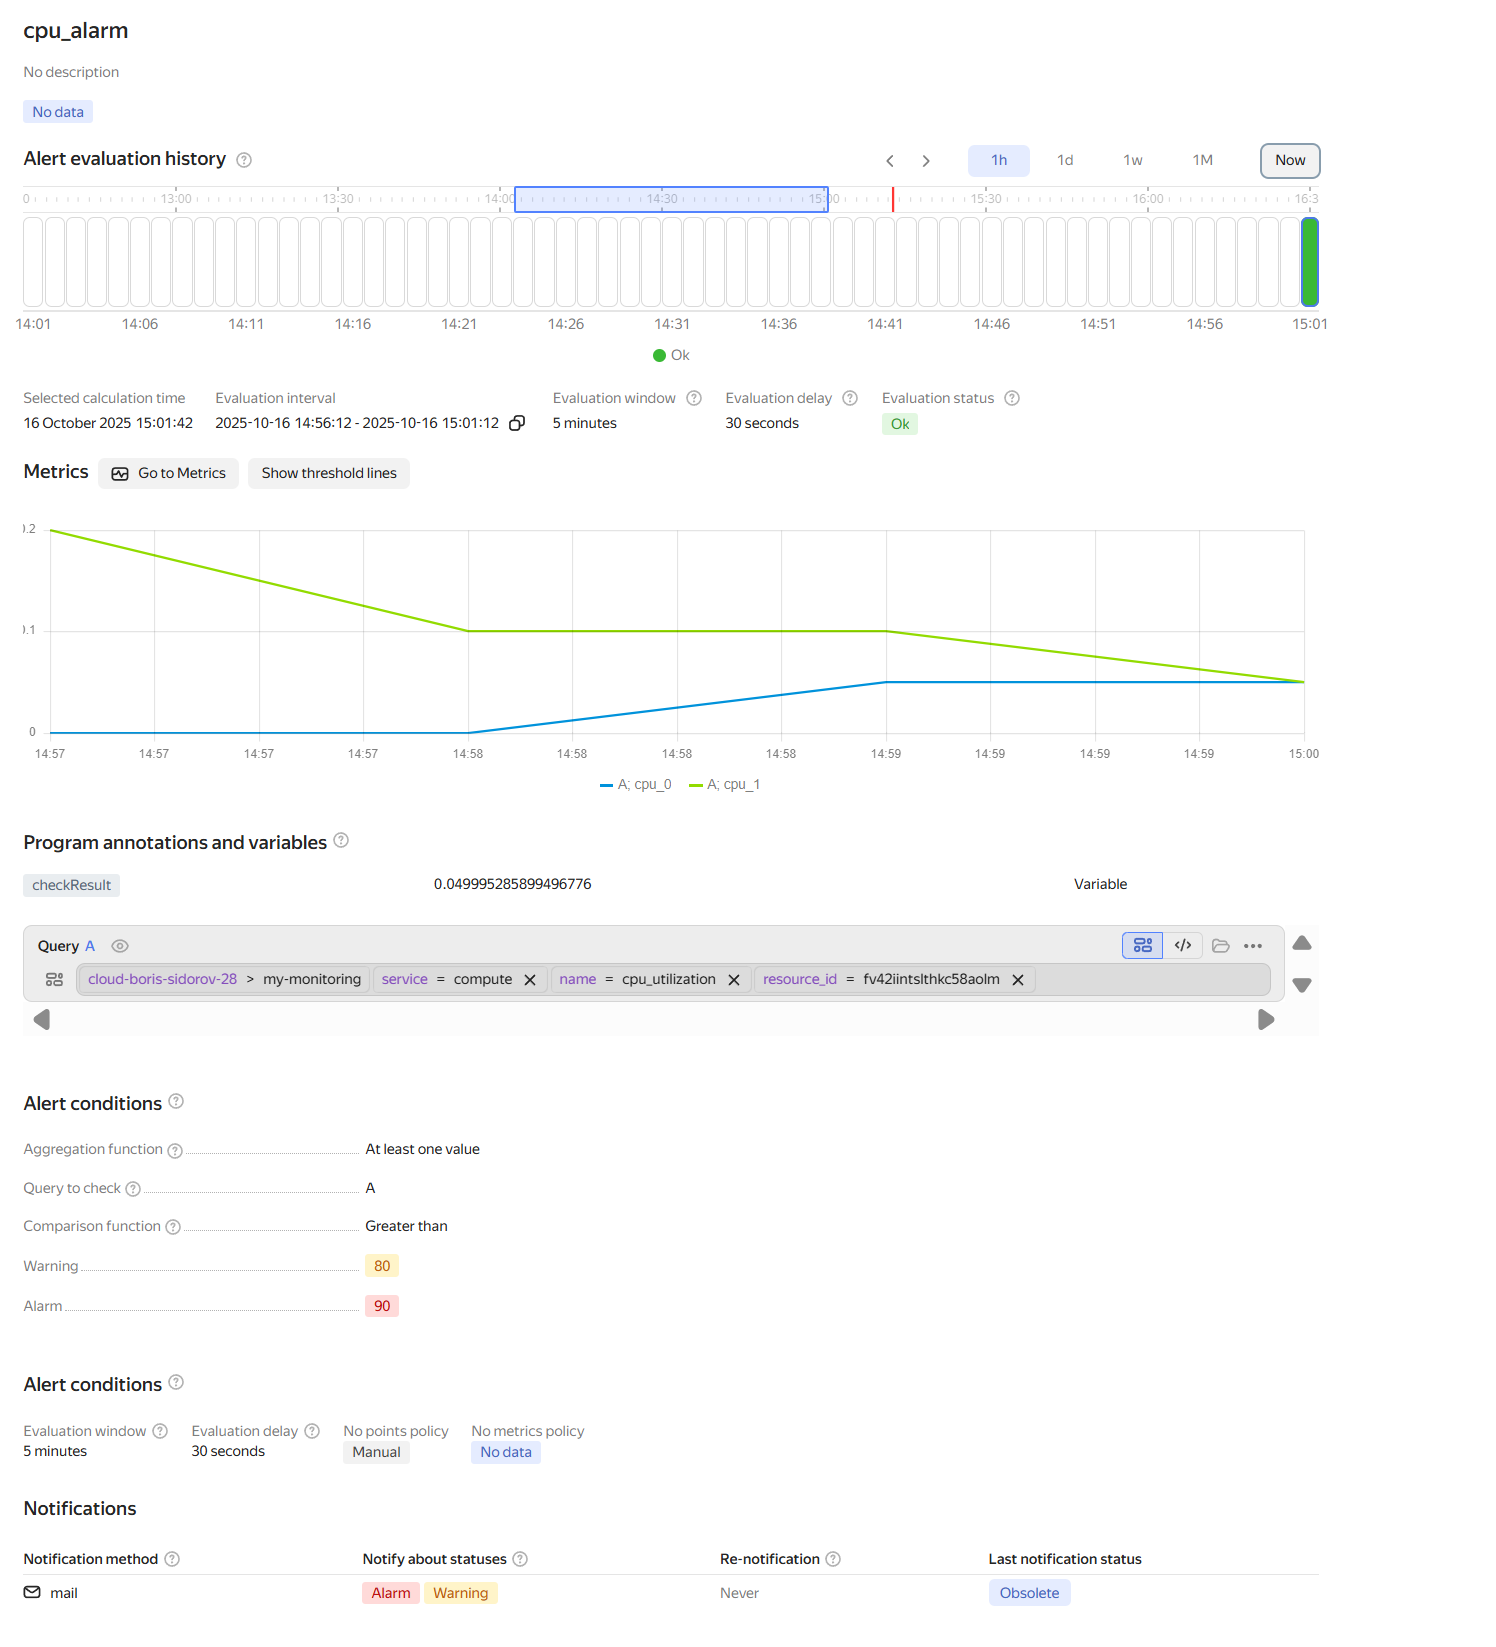 cpu_alarm
No description
No data
Alert evaluation history
1h 1d 1w 1M Now
0 13:00 13:30 14:00 14:30 15:00 15:30 16:00 16:3
14:01 14:06 14:11 14:16 14:21 14:26 14:31 14:36 14:41 14:46 14:51 14:56 15:01
Ok
Selected calculation time Evaluation interval Evaluation window Evaluation delay Evaluation status
16 October 2025 15:01:42 2025-10-16 14:56:12 - 2025-10-16 15:01:12 5 minutes 30 seconds Ok
Metrics Go to Metrics Show threshold lines
0.2
0.1
0
14:57 14:57 14:57 14:57 14:58 14:58 14:58 14:58 14:59 14:59 14:59 14:59 15:00
A; cpu_0 A; cpu_1
Program annotations and variables
checkResult 0.049995285899496776 Variable
Query A
cloud-boris-sidorov-28 > my-monitoring service = compute name = cpu_utilization resource_id = fv42iintslthkc58aolm
Alert conditions
Aggregation function At least one value
Query to check A
Comparison function Greater than
Warning 80
Alarm 90
Alert conditions
Evaluation window Evaluation delay No points policy No metrics policy
5 minutes 30 seconds Manual No data
Notifications
Notification method Notify about statuses Re-notification Last notification status
mail Alarm Warning Never Obsolete